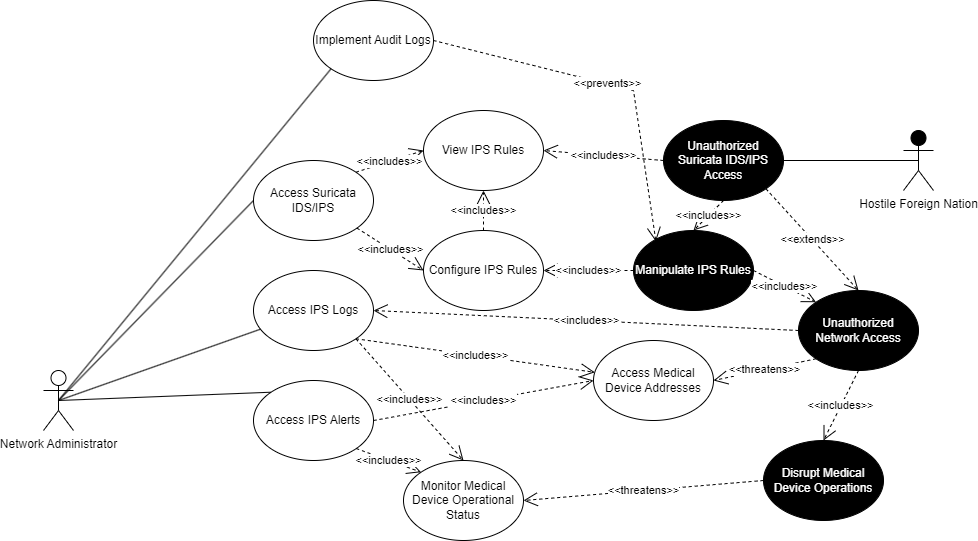 Implement Audit Logs
<<prevents>>
View IPS Rules
<<includes>>
<<includes>>
Unauthorized
Suricata IDS/IPS
Access
Hostile Foreign Nation
Access Suricata
IDS/IPS
<<includes>>
<<includes>>
<<includes>>
<<extends>>
Configure IPS Rules
<<includes>>
Manipulate IPS Rules
<<includes>>
Access IPS Logs
<<includes>>
Unauthorized
Network Access
<<includes>>
Access Medical
Device Addresses
<<threatens>>
Network Administrator
Access IPS Alerts
<<includes>>
<<includes>>
<<includes>>
<<includes>>
Monitor Medical
Device Operational
Status
<<threatens>>
Disrupt Medical
Device Operations